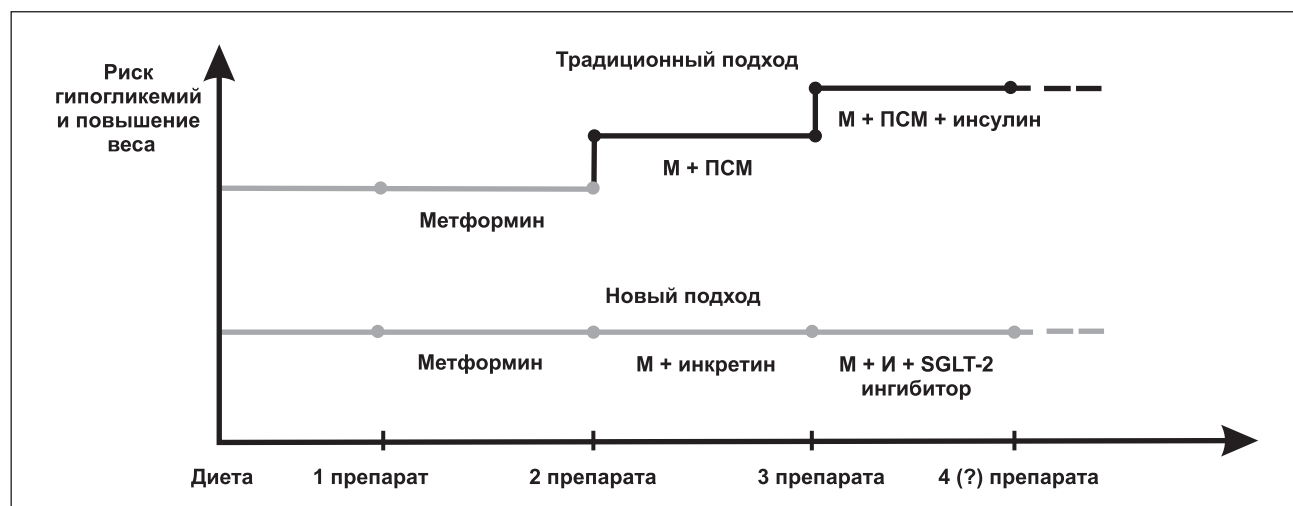 Риск
гипогликемий
и повышение
веса
Традиционный подход
М + ПСМ + инсулин
М + ПСМ
Метформин
Новый подход
Метформин
М + инкретин
М + И + SGLT-2
ингибитор
Диета
1 препарат
2 препарата
3 препарата
4 (?) препарата